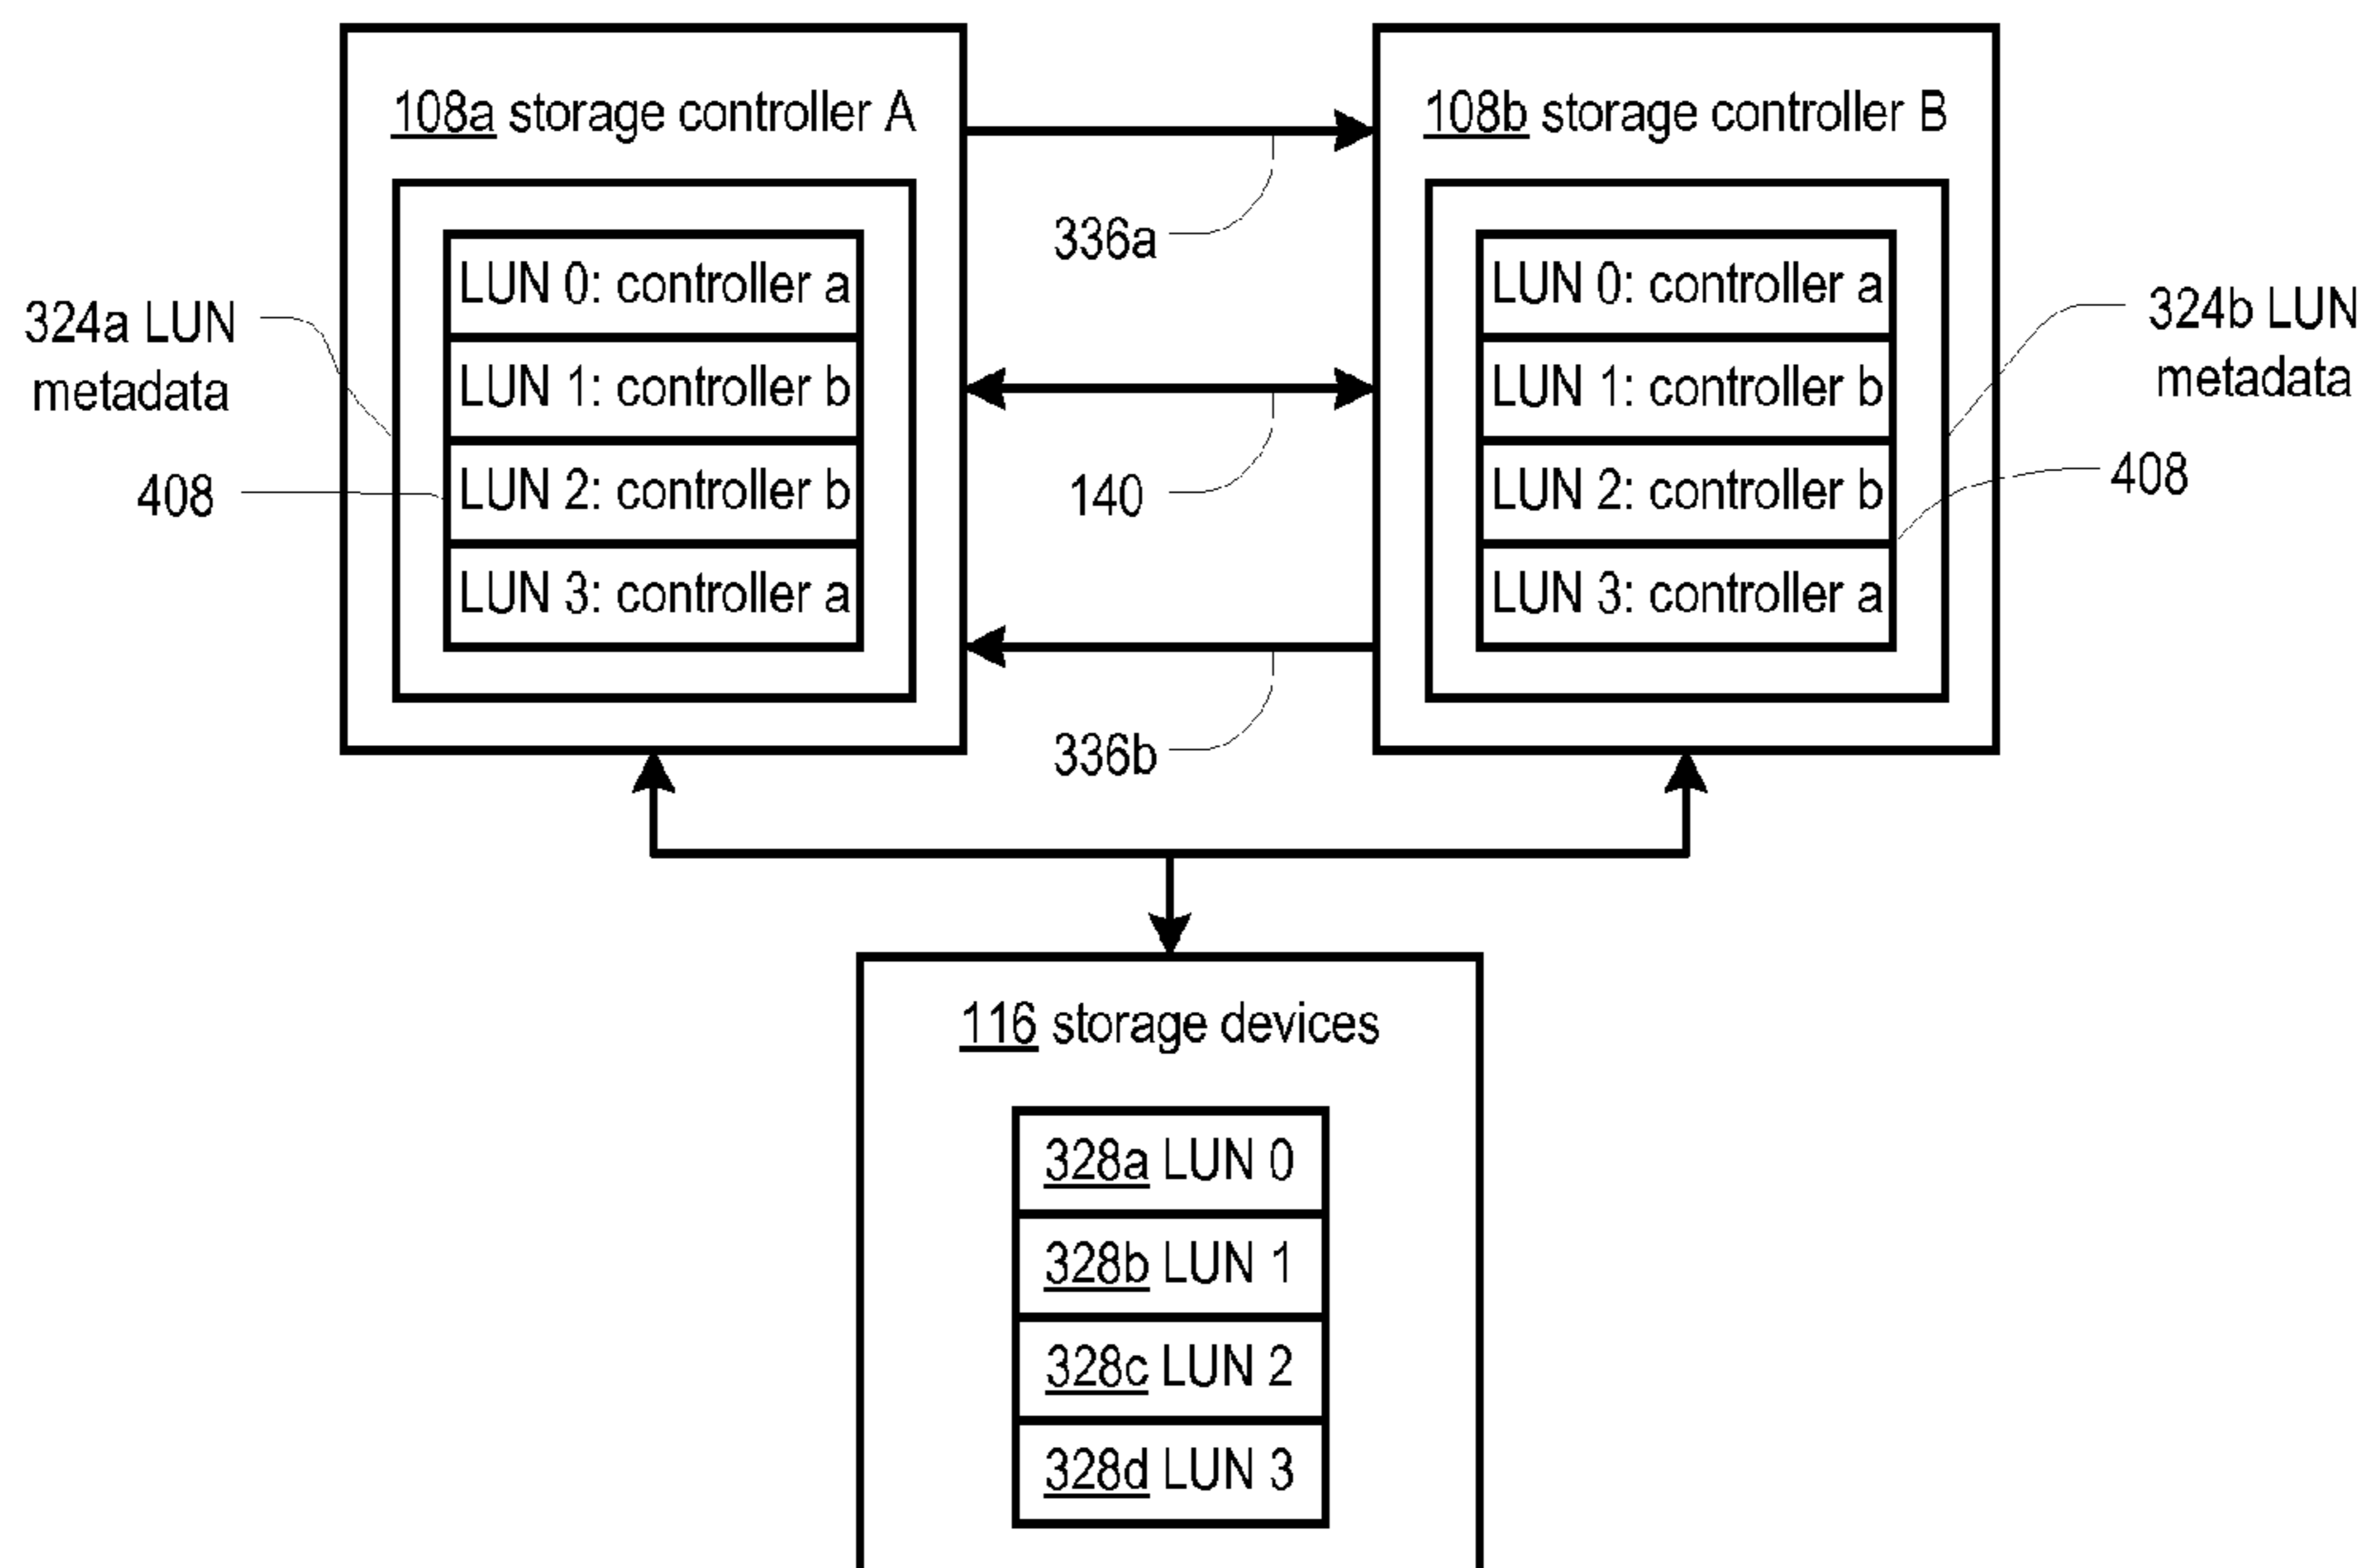 108a storage controller A
108b storage controller B
336a
LUN 0: controller a
LUN 1: controller b
LUN 2: controller b
LUN 3: controller a
LUN 0: controller a
LUN 1: controller b
LUN 2: controller b
LUN 3: controller a
324a LUN
metadata
324b LUN
metadata
408
140
408
336b
116 storage devices
328a LUN 0
328b LUN 1
328c LUN 2
328d LUN 3